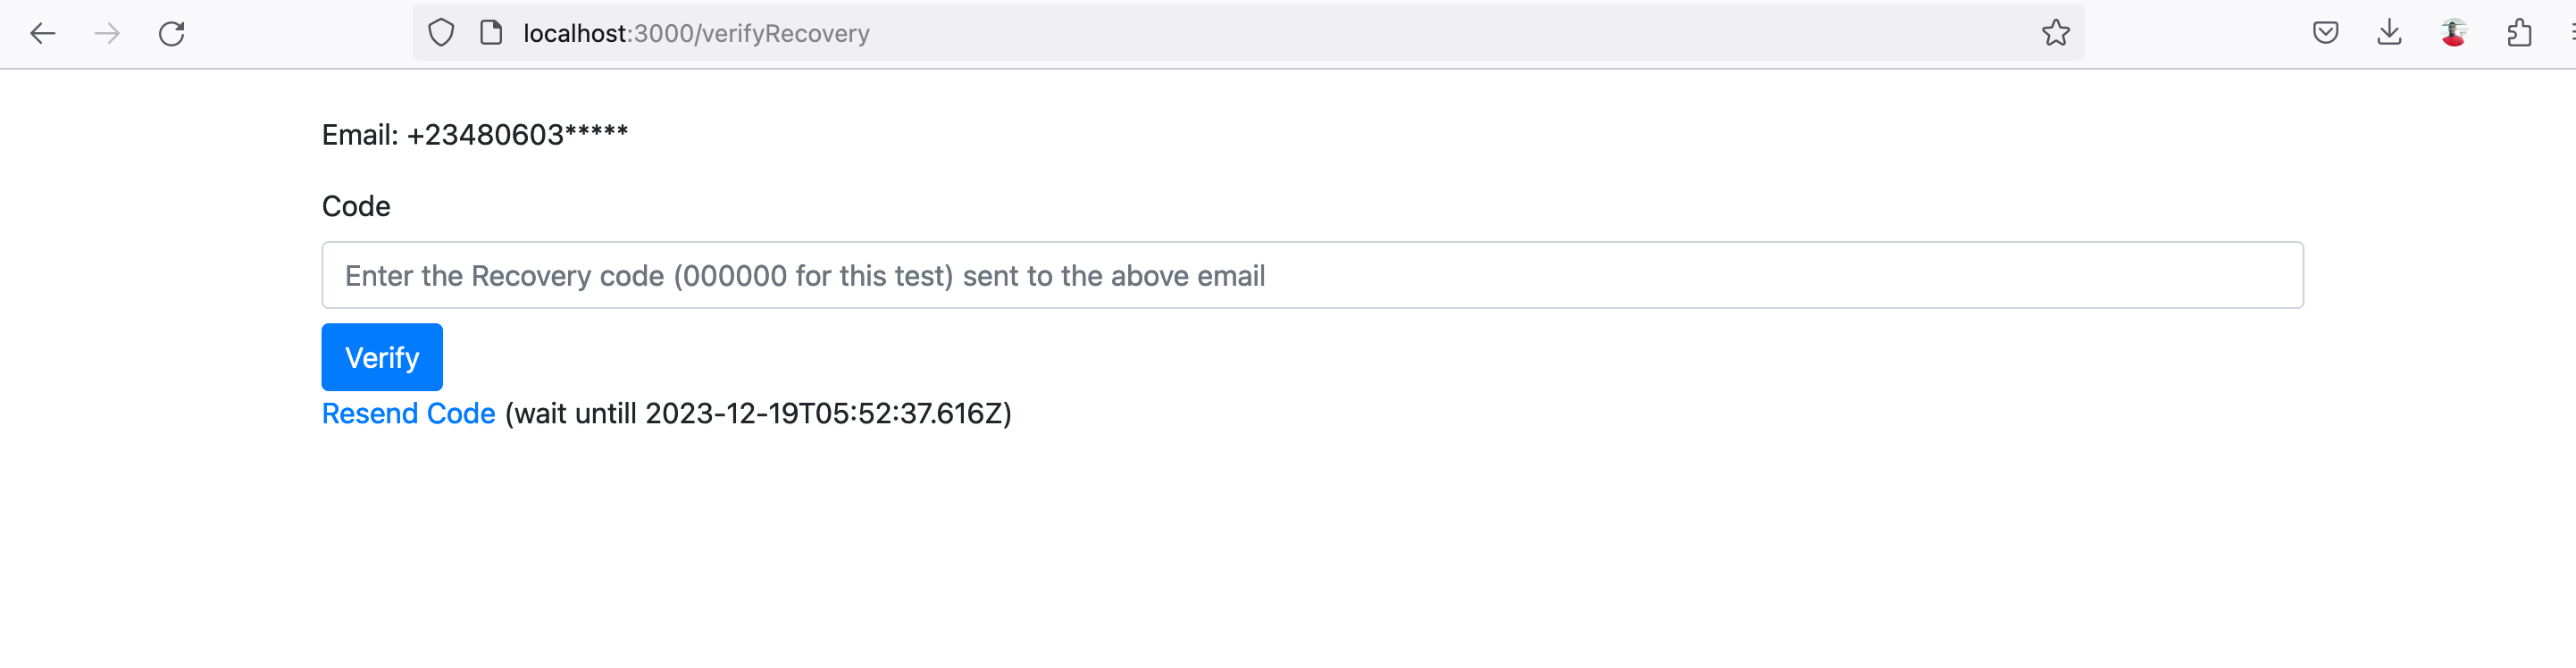 localhost:3000/verifyRecovery
Email: +23480603*****
Code
Enter the Recovery code (000000 for this test) sent to the above email
Verify
Resend Code (wait untill 2023-12-19T05:52:37.616Z)